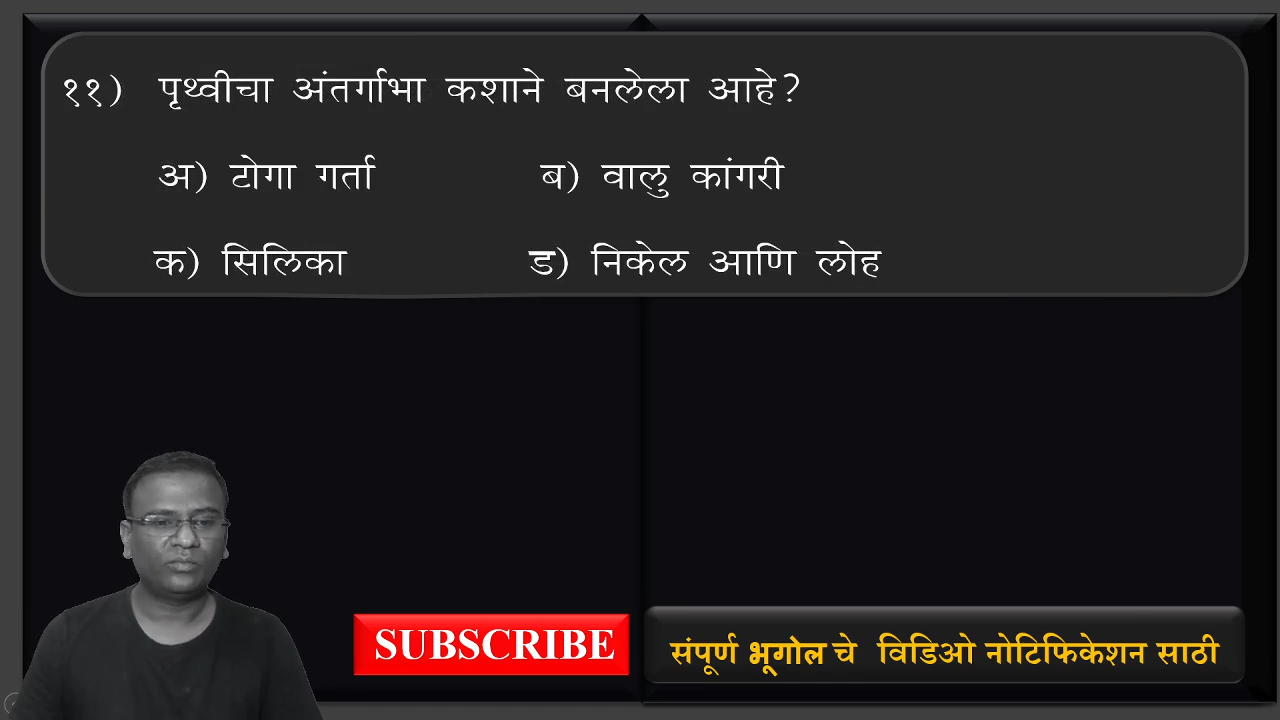 ११) पृथ्वीचा अंतर्गाभा कशाने बनलेला आहे?
अ) टोगा गर्ता ब) वालु कांगरी
क) सिलिका ड) निकेल आणि लोह
SUBSCRIBE
संपूर्ण भूगोल चे विडिओ नोटिफिकेशन साठी